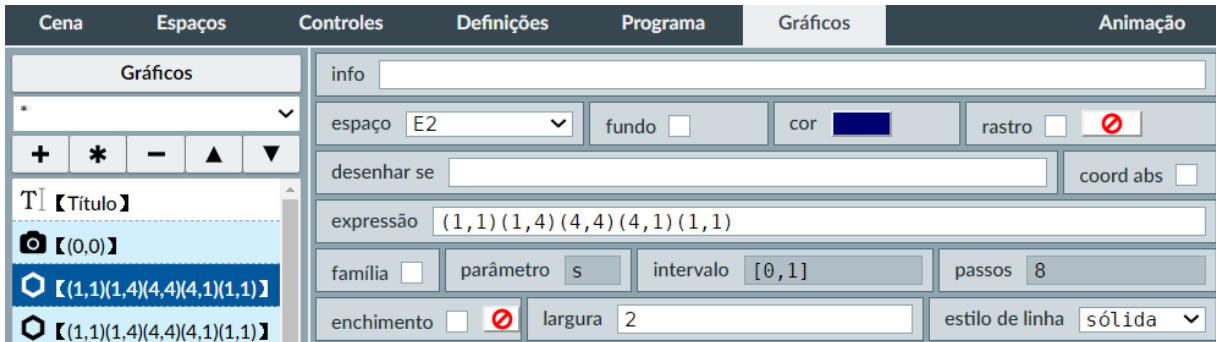 Cena Espaços Controles Definições Programa Gráficos Animação
Gráficos
info
*
espaço E2 fundo cor rastro
+ * − ▲ ▼
desenhar se coord abs
T 【Título】
expressão (1,1)(1,4)(4,4)(4,1)(1,1)
【(0,0)】
família parâmetro s intervalo [0,1] passos 8
【(1,1)(1,4)(4,4)(4,1)(1,1)】
enchimento largura 2 estilo de linha sólida
【(1,1)(1,4)(4,4)(4,1)(1,1)】